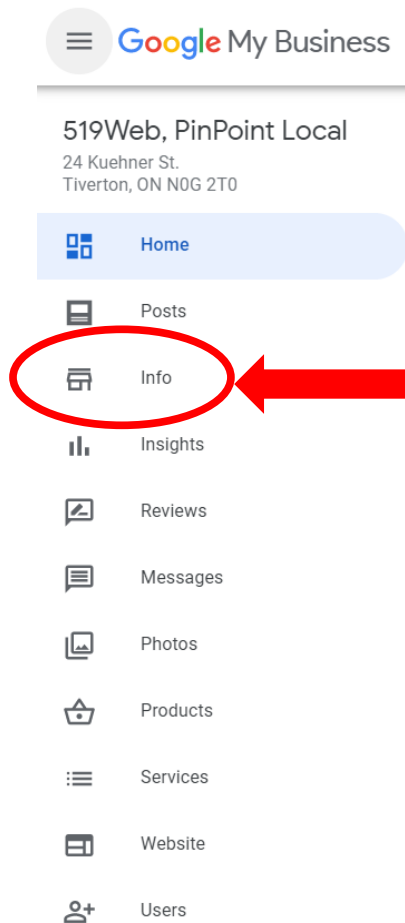 Google My Business
519Web, PinPoint Local
24 Kuehner St.
Tiverton, ON N0G 2T0
Home
Posts
Info
Insights
Reviews
Messages
Photos
Products
Services
Website
Users